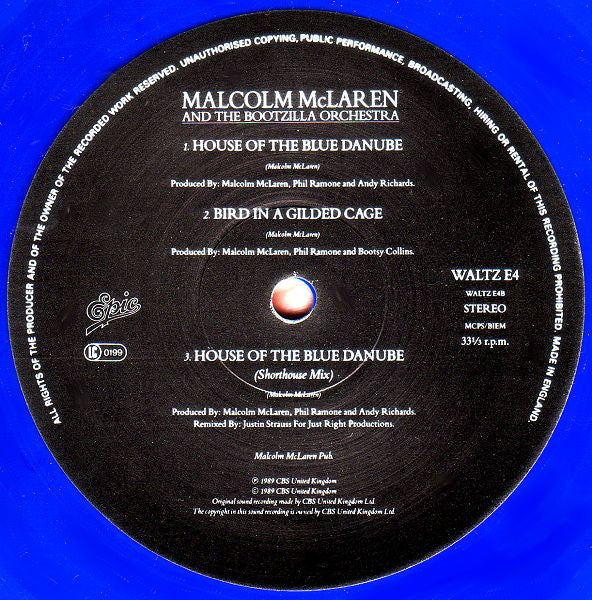 ALL RIGHTS OF THE PRODUCER AND OF THE OWNER OF THE RECORDED WORK RESERVED. UNAUTHORISED COPYING, PUBLIC PERFORMANCE, BROADCASTING, HIRING OR RENTAL OF THIS RECORDING PROHIBITED. MADE IN ENGLAND.
MALCOLM McLAREN
AND THE BOOTZILLA ORCHESTRA
1. HOUSE OF THE BLUE DANUBE
(Malcolm McLaren)
Produced By: Malcolm McLaren, Phil Ramone and Andy Richards.
2. BIRD IN A GILDED CAGE
(Malcolm McLaren)
Produced By: Malcolm McLaren, Phil Ramone and Bootsy Collins.
WALTZ E4
WALTZ E4B
STEREO
MCPS/BIEM
33⅓ r.p.m.
Epic
LC 0199
3. HOUSE OF THE BLUE DANUBE
(Shorthouse Mix)
(Malcolm McLaren)
Produced By: Malcolm McLaren, Phil Ramone and Andy Richards.
Remixed By: Justin Strauss For Just Right Productions.
Malcolm McLaren Pub.
℗ 1989 CBS United Kingdom
© 1989 CBS United Kingdom
Original sound recording made by CBS United Kingdom Ltd.
The copyright in this sound recording is owned by CBS United Kingdom Ltd.